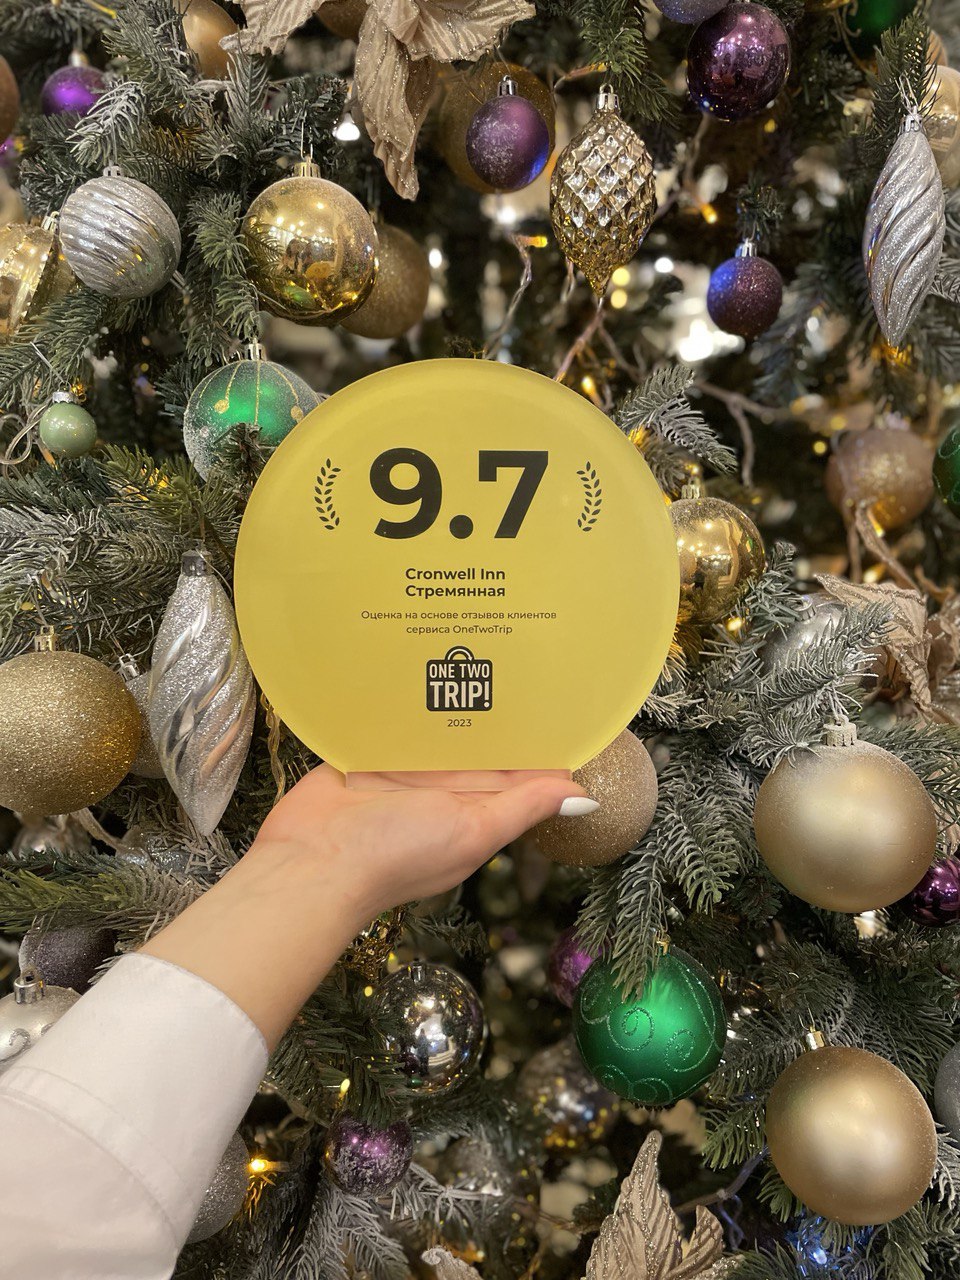 9.7
Cronwell Inn
Стремянная
Оценка на основе отзывов клиентов
сервиса OneTwoTrip
ONE TWO
TRIP!
2023